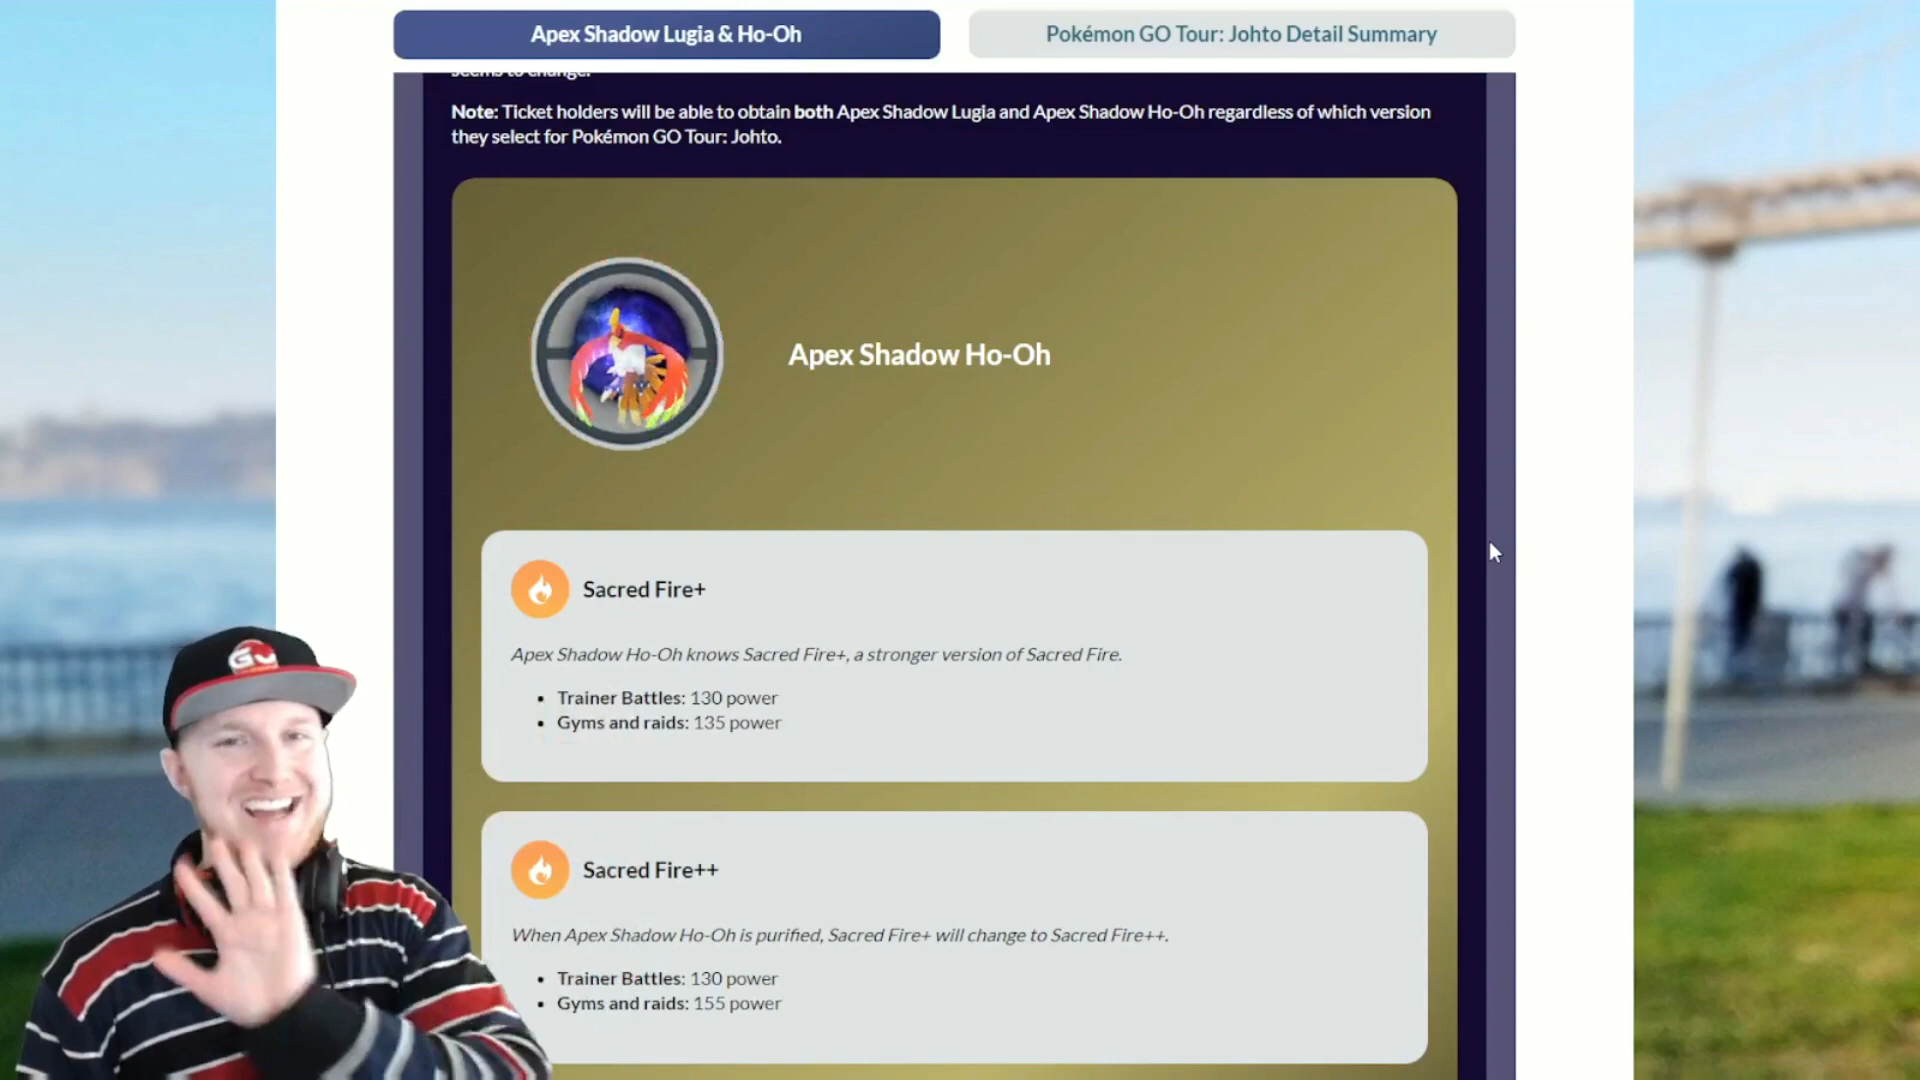 Apex Shadow Lugia & Ho-Oh
Pokémon GO Tour: Johto Detail Summary
seems to change.
Note: Ticket holders will be able to obtain both Apex Shadow Lugia and Apex Shadow Ho-Oh regardless of which version
they select for Pokémon GO Tour: Johto.
Apex Shadow Ho-Oh
Sacred Fire+
Apex Shadow Ho-Oh knows Sacred Fire+, a stronger version of Sacred Fire.
• Trainer Battles: 130 power
• Gyms and raids: 135 power
Sacred Fire++
When Apex Shadow Ho-Oh is purified, Sacred Fire+ will change to Sacred Fire++.
• Trainer Battles: 130 power
• Gyms and raids: 155 power